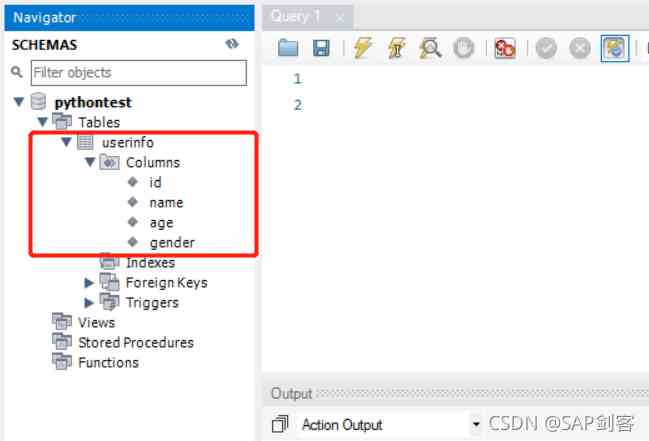 Navigator
SCHEMAS
Filter objects
pythontest
Tables
userinfo
Columns
id
name
age
gender
Indexes
Foreign Keys
Triggers
Views
Stored Procedures
Functions
Query 1
1
2
Output
Action Output
CSDN @SAP剑客